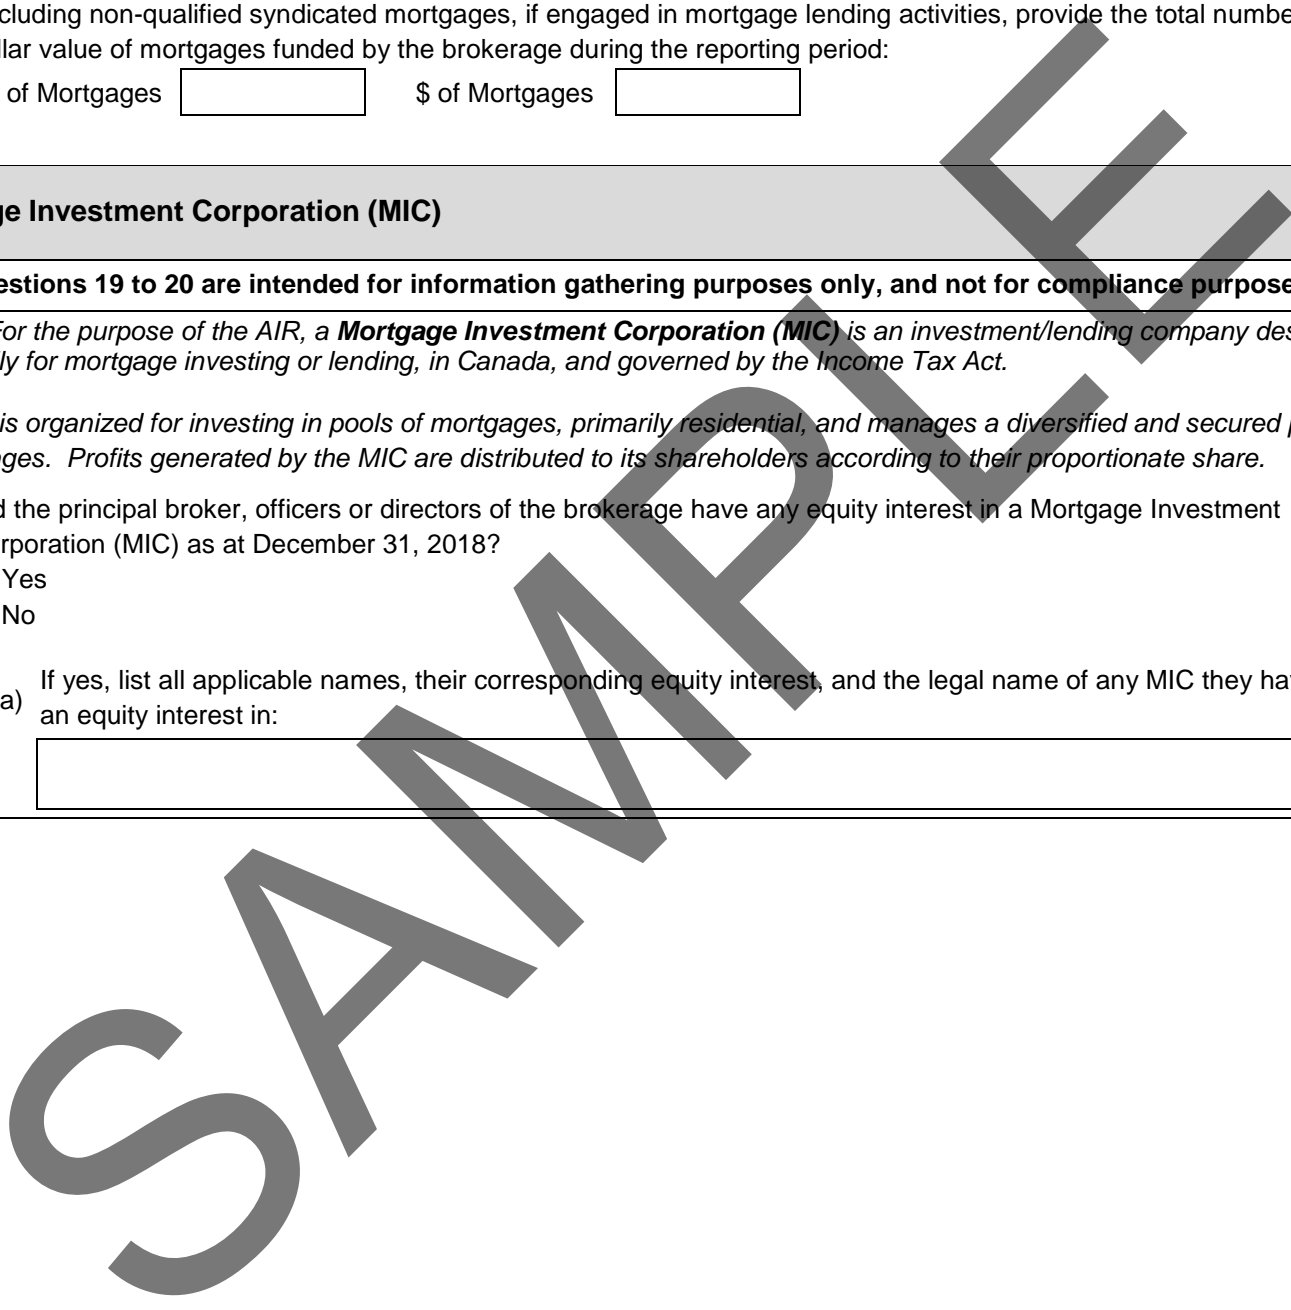 cluding non-qualified syndicated mortgages, if engaged in mortgage lending activities, provide the total numbe
llar value of mortgages funded by the brokerage during the reporting period:
of Mortgages $ of Mortgages
ge Investment Corporation (MIC)
estions 19 to 20 are intended for information gathering purposes only, and not for compliance purpose
For the purpose of the AIR, a Mortgage Investment Corporation (MIC) is an investment/lending company des
ly for mortgage investing or lending, in Canada, and governed by the Income Tax Act.
is organized for investing in pools of mortgages, primarily residential, and manages a diversified and secured p
ges. Profits generated by the MIC are distributed to its shareholders according to their proportionate share.
d the principal broker, officers or directors of the brokerage have any equity interest in a Mortgage Investment
rporation (MIC) as at December 31, 2018?
Yes
No
a) If yes, list all applicable names, their corresponding equity interest, and the legal name of any MIC they hav
an equity interest in:
SAMPLE